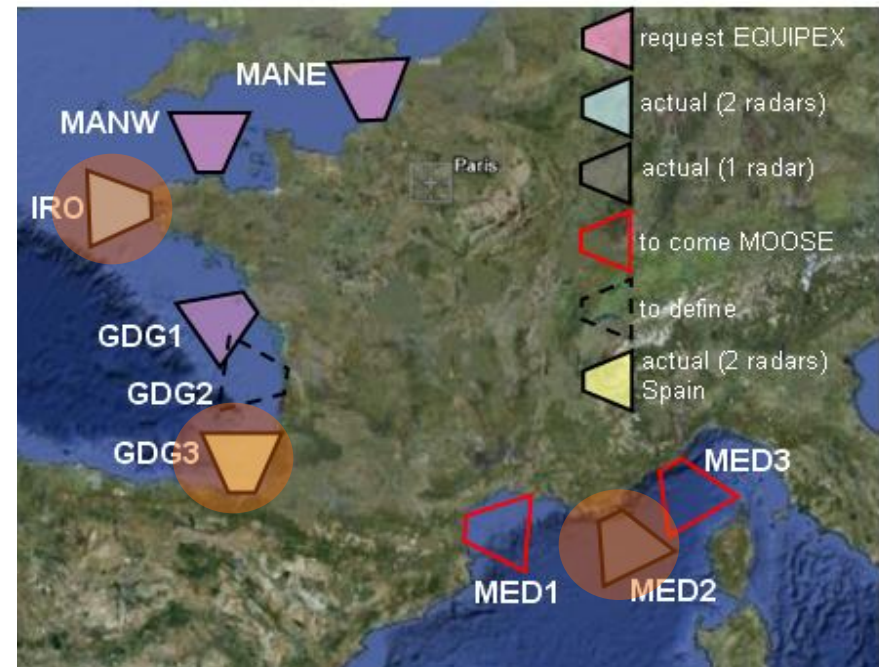 request EQUIPEX
MANE
actual (2 radars)
MANW
Paris
actual (1 radar)
IRO
to come MOOSE
to define
GDG1
actual (2 radars)
Spain
GDG2
GDG3
MED3
MED1
MED2